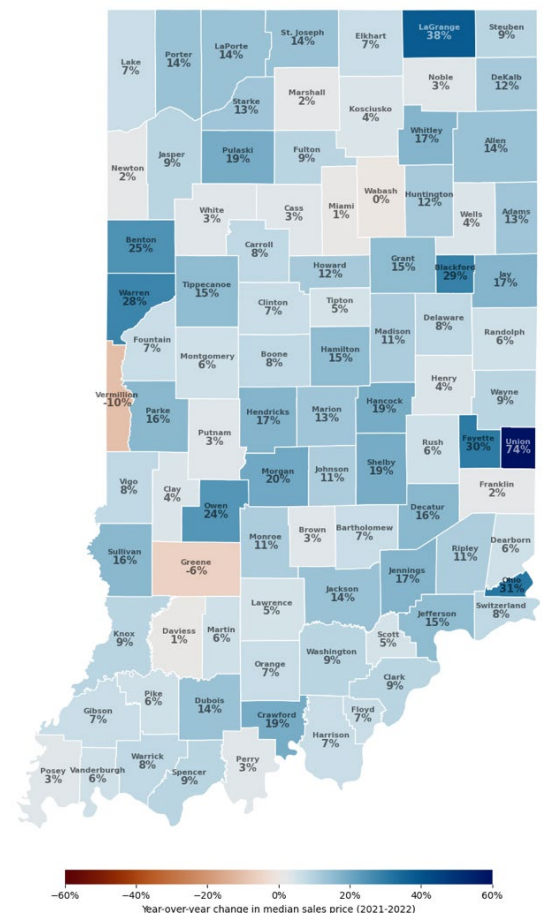 Lake
7%
Porter
14%
LaPorte
14%
St. Joseph
14%
Elkhart
7%
LaGrange
38%
Steuben
9%
Noble
3%
DeKalb
12%
Starke
13%
Marshall
2%
Kosciusko
4%
Whitley
17%
Allen
14%
Newton
2%
Jasper
9%
Pulaski
19%
Fulton
9%
Wabash
0%
Huntington
12%
Wells
4%
Adams
13%
White
3%
Cass
3%
Miami
1%
Benton
25%
Carroll
8%
Howard
12%
Grant
15%
Blackford
29%
Jay
17%
Warren
28%
Tippecanoe
15%
Clinton
7%
Tipton
5%
Madison
11%
Delaware
8%
Randolph
6%
Fountain
7%
Montgomery
6%
Boone
8%
Hamilton
15%
Henry
4%
Wayne
9%
Vermillion
-10%
Parke
16%
Putnam
3%
Hendricks
17%
Marion
13%
Hancock
19%
Rush
6%
Fayette
30%
Union
74%
Vigo
8%
Clay
4%
Owen
24%
Morgan
20%
Johnson
11%
Shelby
19%
Decatur
16%
Franklin
2%
Sullivan
16%
Greene
-6%
Monroe
11%
Brown
3%
Bartholomew
7%
Jennings
17%
Ripley
11%
Dearborn
6%
Ohio
31%
Switzerland
8%
Knox
9%
Daviess
1%
Martin
6%
Lawrence
5%
Jackson
14%
Jefferson
15%
Scott
5%
Washington
9%
Orange
7%
Clark
9%
Gibson
7%
Pike
6%
Dubois
14%
Crawford
19%
Harrison
7%
Floyd
7%
Posey
3%
Vanderburgh
6%
Warrick
8%
Spencer
9%
Perry
3%
−60% −40% −20% 0% 20% 40% 60%
Year-over-year change in median sales price (2021-2022)